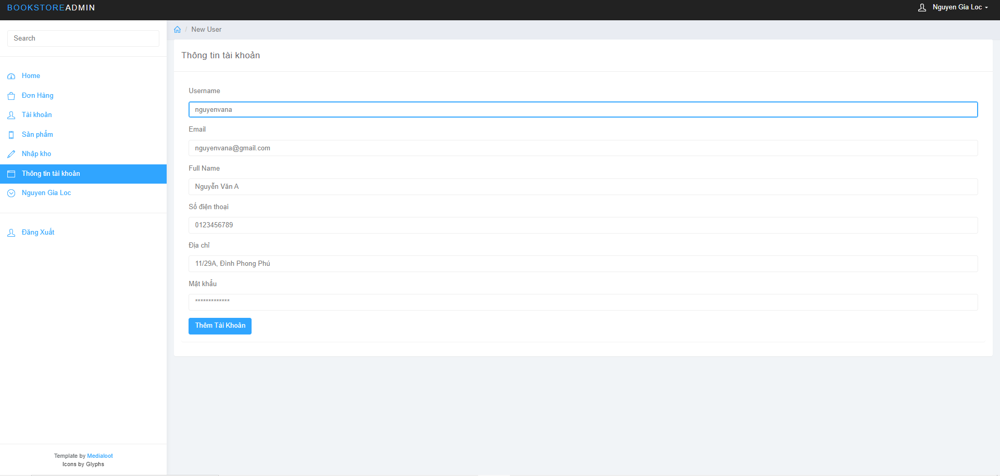 BOOKSTOREADMIN
Nguyen Gia Loc
Search
/ New User
Thông tin tài khoản
Home
Đơn Hàng
Tài khoản
Sản phẩm
Nhập kho
Thông tin tài khoản
Nguyen Gia Loc
Đăng Xuất
Username
nguyenvana
Email
nguyenvana@gmail.com
Full Name
Nguyễn Văn A
Số điện thoại
0123456789
Địa chỉ
11/29A, Đình Phong Phú
Mật khẩu
*************
Thêm Tài Khoản
Template by Medialoot
Icons by Glyphs